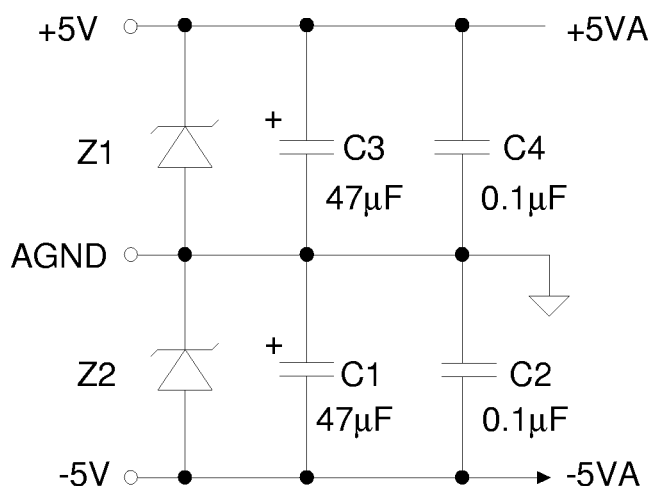 +5V +5VA
Z1 + C3 C4
47μF 0.1μF
AGND
Z2 + C1 C2
47μF 0.1μF
-5V -5VA